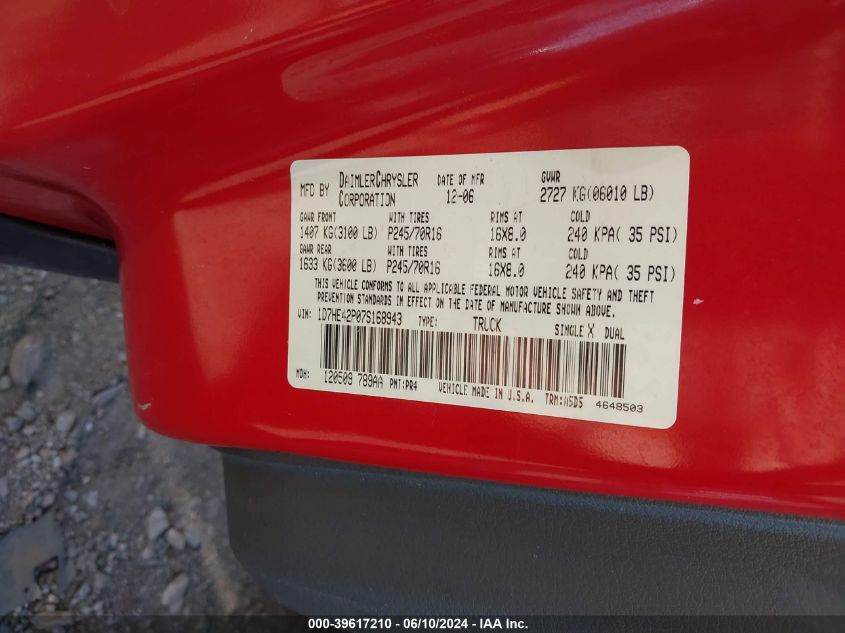 MFD BY DAIMLERCHRYSLER CORPORATION DATE OF MFR 12-06 GVWR 2727 KG(06010 LB)
GAWR FRONT WITH TIRES RIMS AT COLD
1407 KG(3100 LB) P245/70R16 16X8.0 240 KPA( 35 PSI)
GAWR REAR WITH TIRES RIMS AT COLD
1633 KG(3600 LB) P245/70R16 16X8.0 240 KPA( 35 PSI)
THIS VEHICLE CONFORMS TO ALL APPLICABLE FEDERAL MOTOR VEHICLE SAFETY AND THEFT
PREVENTION STANDARDS IN EFFECT ON THE DATE OF MANUFACTURE SHOWN ABOVE.
VIN: 1D7HE42P07S168943 TYPE: TRUCK SINGLE X DUAL
MDH: 120509 789AA PNT:PR4 VEHICLE MADE IN U.S.A. TRM:A5D5 4648503
000-39617210 - 06/10/2024 - IAA Inc.